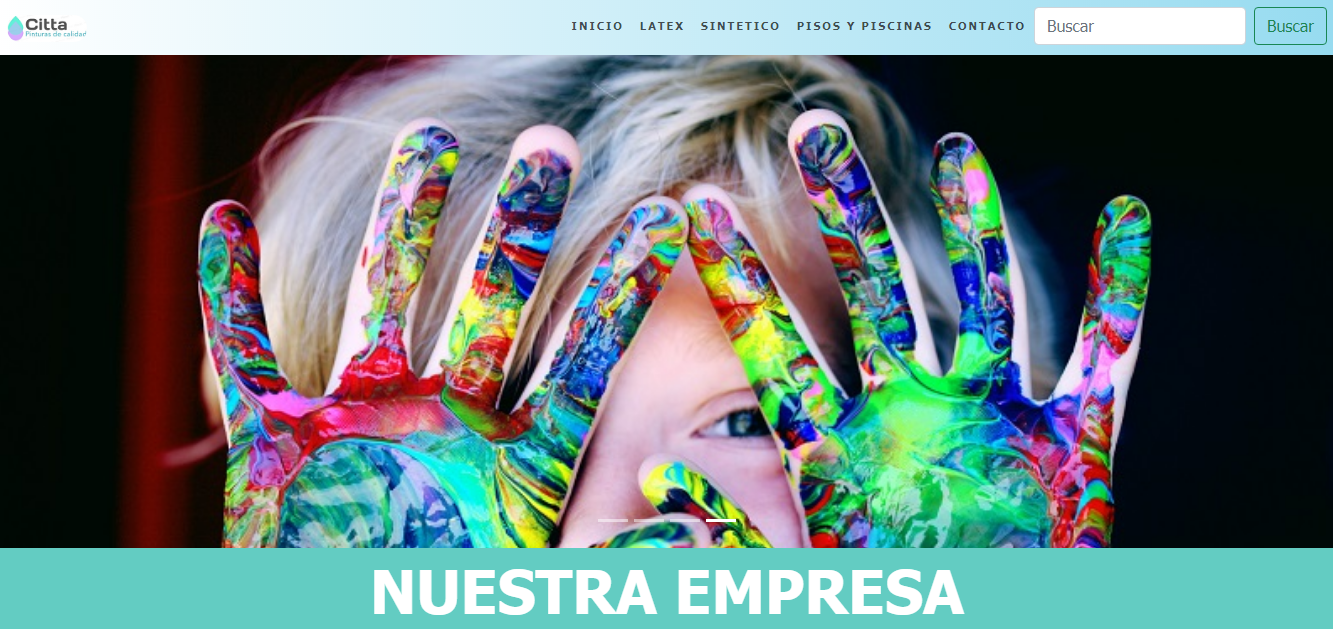 Citta
Pinturas de calidad
INICIO LATEX SINTETICO PISOS Y PISCINAS CONTACTO Buscar Buscar
NUESTRA EMPRESA